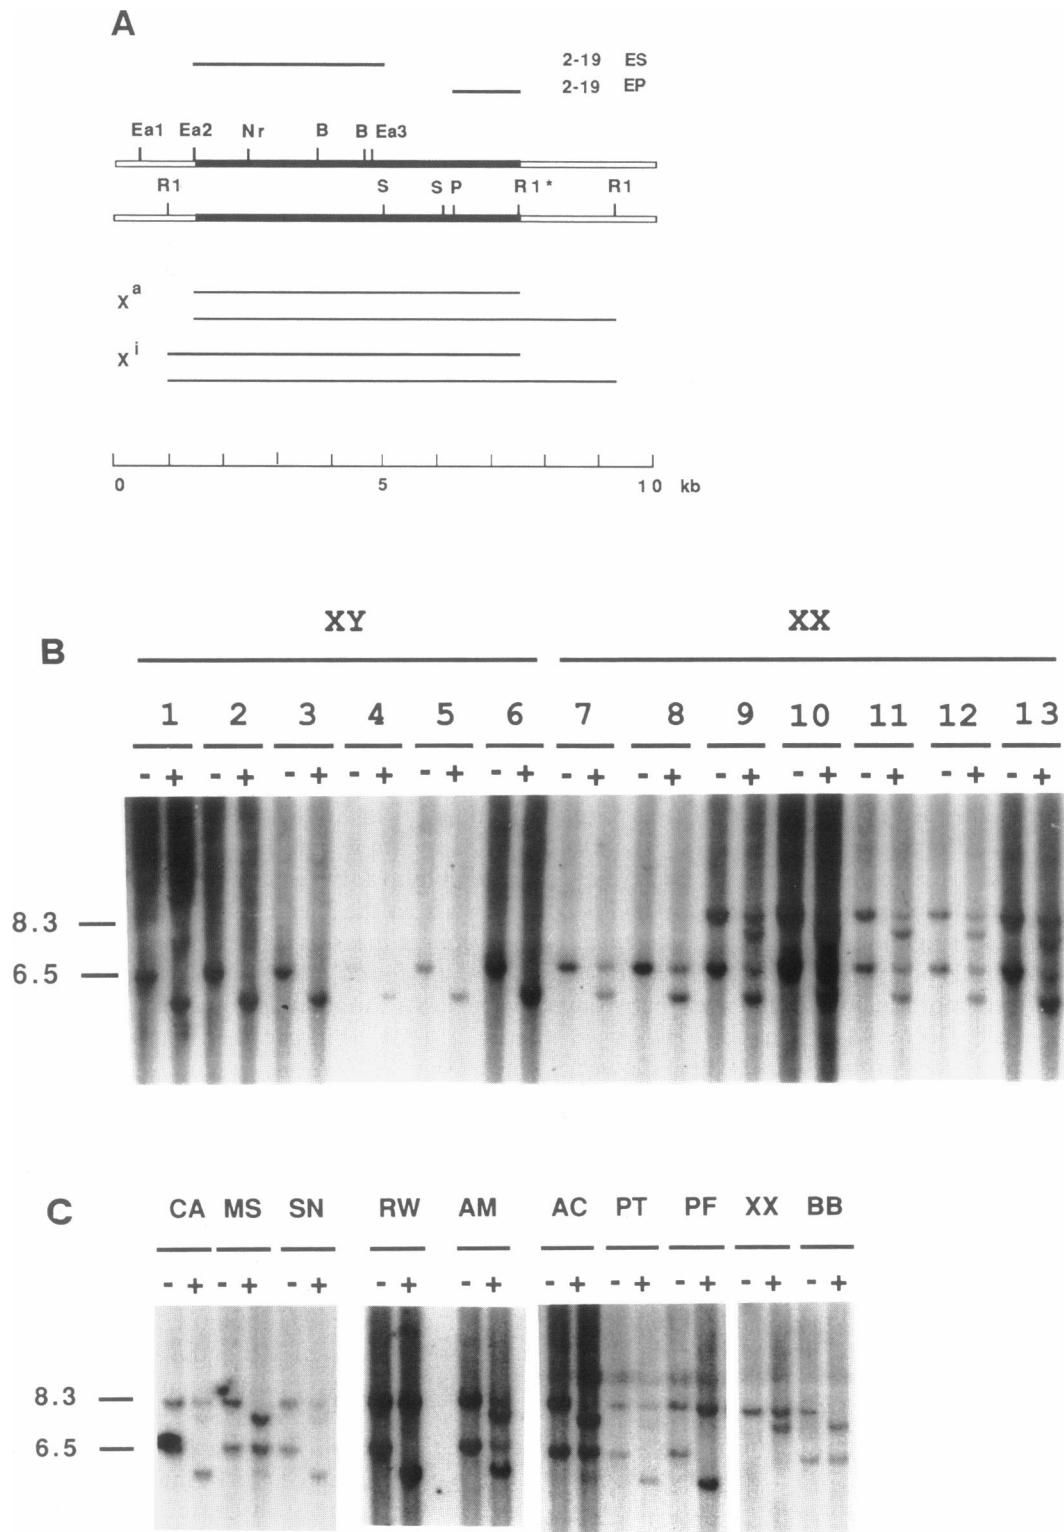 A
2-19 ES
2-19 EP
Ea1 Ea2 Nr B B Ea3
R1 S S P R1* R1
X a
X i
0 5 10 kb
B
XY XX
1 2 3 4 5 6 7 8 9 10 11 12 13
- + - + - + - + - + - + - + - + - + - + - + - + - +
8.3
6.5
C
CA MS SN RW AM AC PT PF XX BB
- + - + - + - + - + - + - + - + - + - +
8.3
6.5